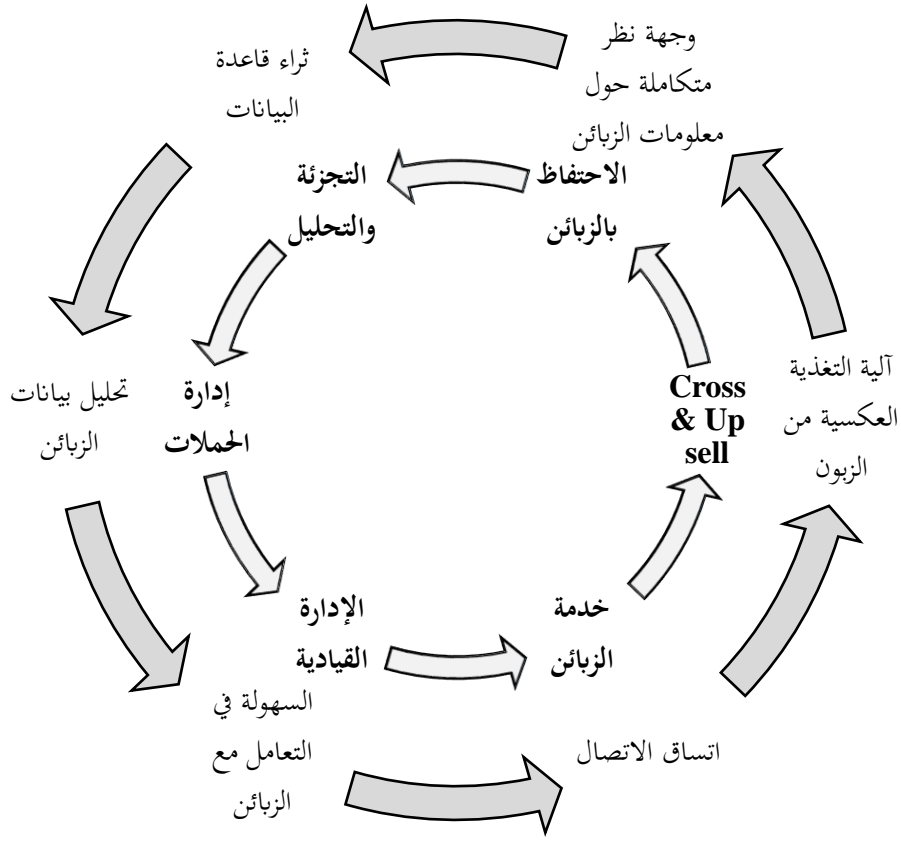 وجهة نظر
متكاملة حول
معلومات الزبائن
ثراء قاعدة
البيانات
تحليل بيانات
الزبائن
السهولة في
التعامل مع
الزبائن
اتساق الاتصال
آلية التغذية
العكسية من
الزبون
الاحتفاظ
بالزبائن
التجزئة
والتحليل
إدارة
الحملات
الإدارة
القيادية
خدمة
الزبائن
Cross
& Up
sell